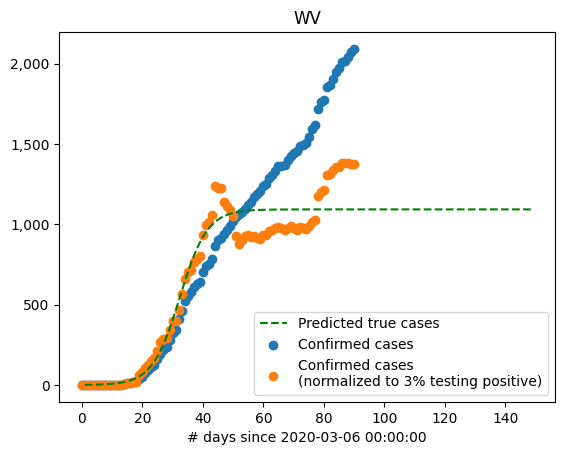 WV
2,000
1,500
1,000
500
0
Predicted true cases
Confirmed cases
Confirmed cases
(normalized to 3% testing positive)
0 20 40 60 80 100 120 140
# days since 2020-03-06 00:00:00